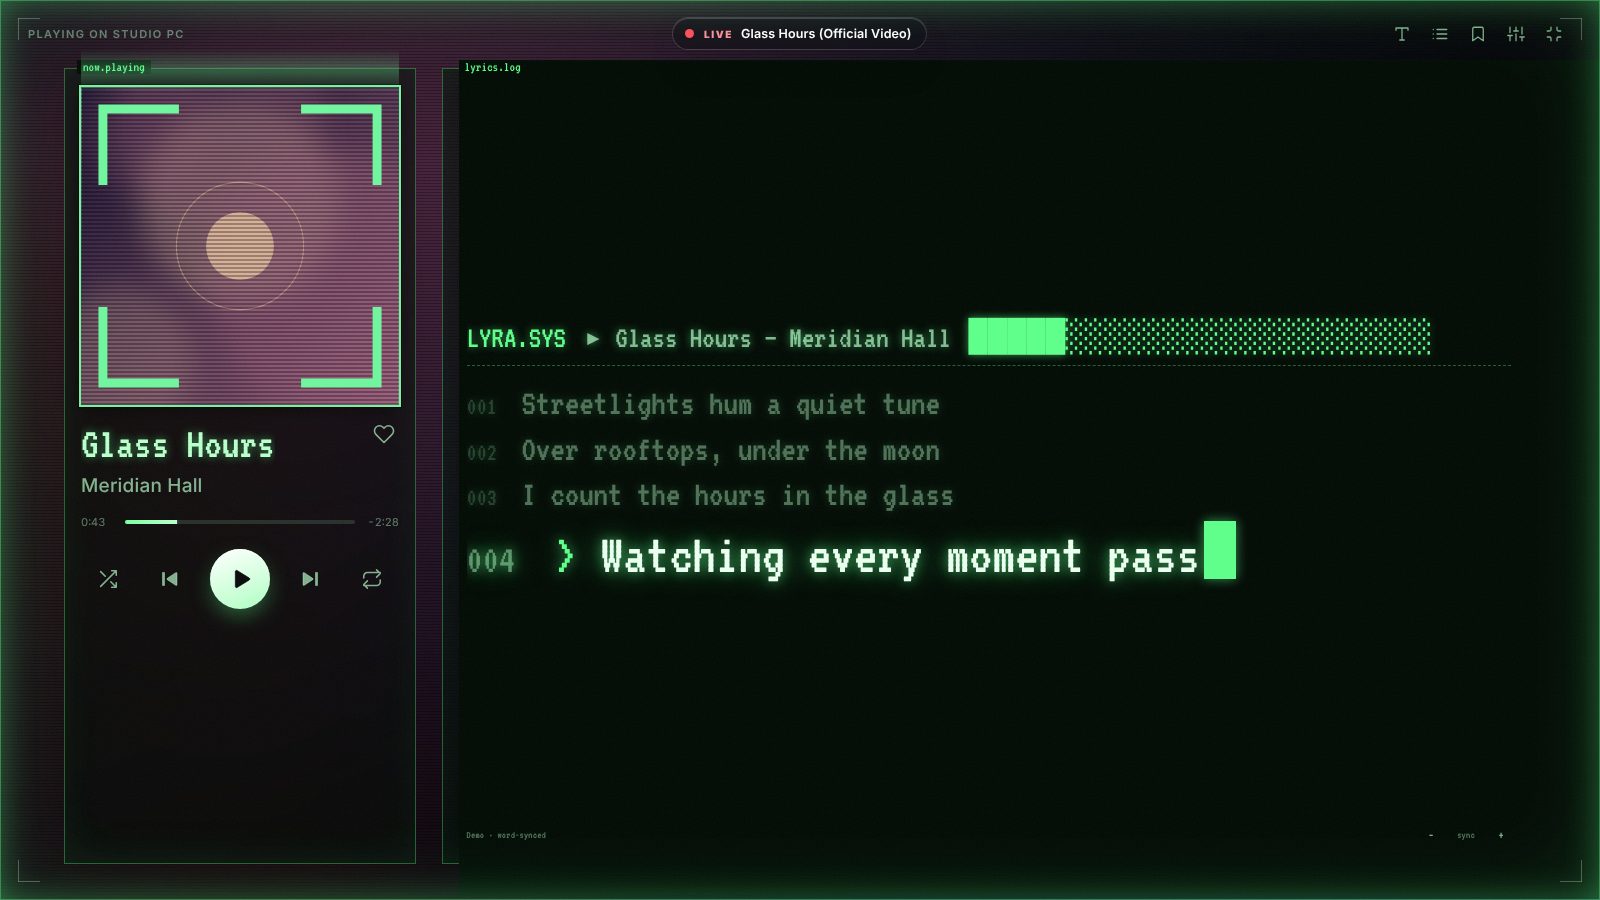 PLAYING ON STUDIO PC
LIVE Glass Hours (Official Video)
now.playing
Glass Hours
Meridian Hall
0:43 -2:28
lyrics.log
LYRA.SYS ▶ Glass Hours – Meridian Hall
001 Streetlights hum a quiet tune
002 Over rooftops, under the moon
003 I count the hours in the glass
004 › Watching every moment pass
Demo · word-synced
- sync +